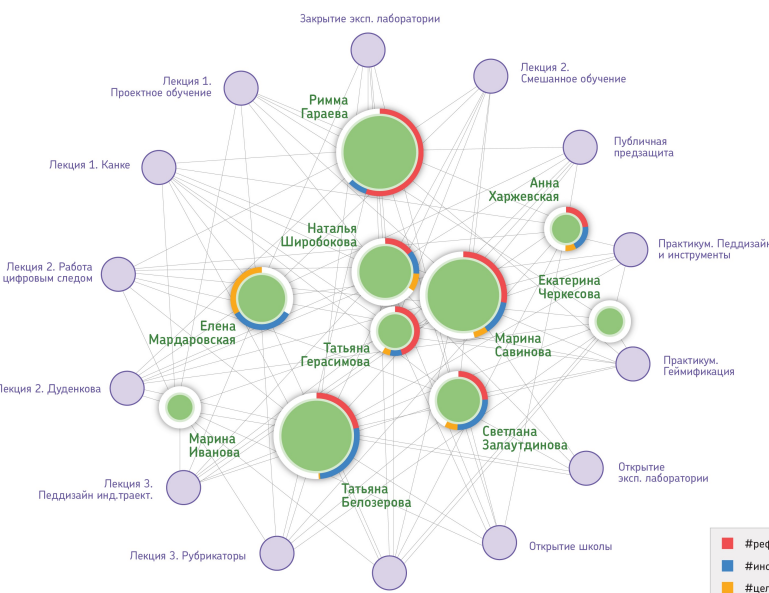 Закрытие эксп. лаборатории
Лекция 2.
Смешанное обучение
Лекция 1.
Проектное обучение
Римма
Гараева
Публичная
предзащита
Лекция 1. Канке
Анна
Харжевская
Наталья
Широбокова
Практикум. Педдизайн
и инструменты
Лекция 2. Работа
цифровым следом
Екатерина
Черкесова
Елена
Мардаровская
Татьяна
Герасимова
Марина
Савинова
Практикум.
Геймификация
Лекция 2. Дуденкова
Марина
Иванова
Светлана
Залаутдинова
Открытие
эксп. лаборатории
Лекция 3.
Педдизайн инд.траект.
Татьяна
Белозерова
Лекция 3. Рубрикаторы
Открытие школы
#реф
#инс
#цел